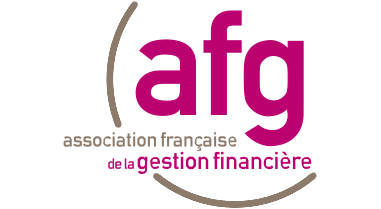 afg
association française
de la gestion financière